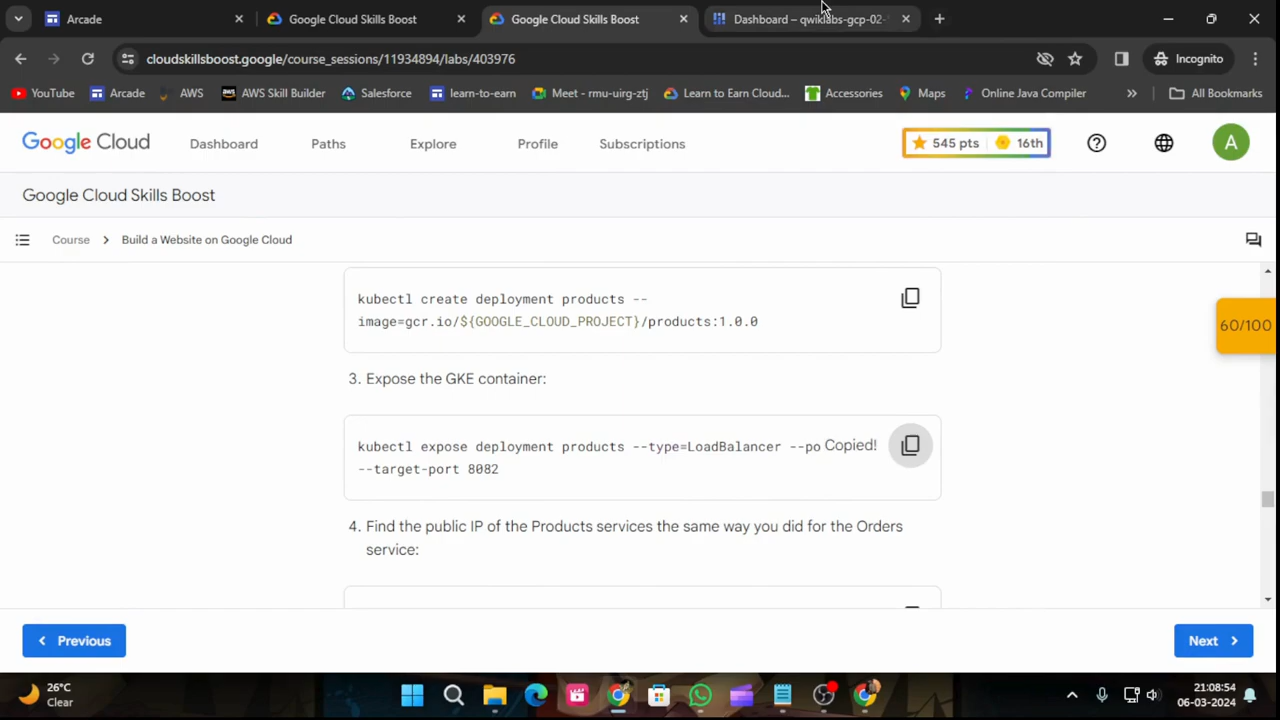 Arcade
Google Cloud Skills Boost
Google Cloud Skills Boost
Dashboard – qwiklabs-gcp-02-
cloudskillsboost.google/course_sessions/11934894/labs/403976
Incognito
YouTube
Arcade
AWS
AWS Skill Builder
Salesforce
learn-to-earn
Meet - rmu-uirg-ztj
Learn to Earn Cloud...
Accessories
Maps
Online Java Compiler
All Bookmarks
Google Cloud
Dashboard
Paths
Explore
Profile
Subscriptions
545 pts
16th
A
Google Cloud Skills Boost
Course
Build a Website on Google Cloud
kubectl create deployment products --
image=gcr.io/${GOOGLE_CLOUD_PROJECT}/products:1.0.0
60/100
3. Expose the GKE container:
kubectl expose deployment products --type=LoadBalancer --po Copied!
--target-port 8082
4. Find the public IP of the Products services the same way you did for the Orders
service:
Previous
Next
26°C
Clear
21:08:54
06-03-2024